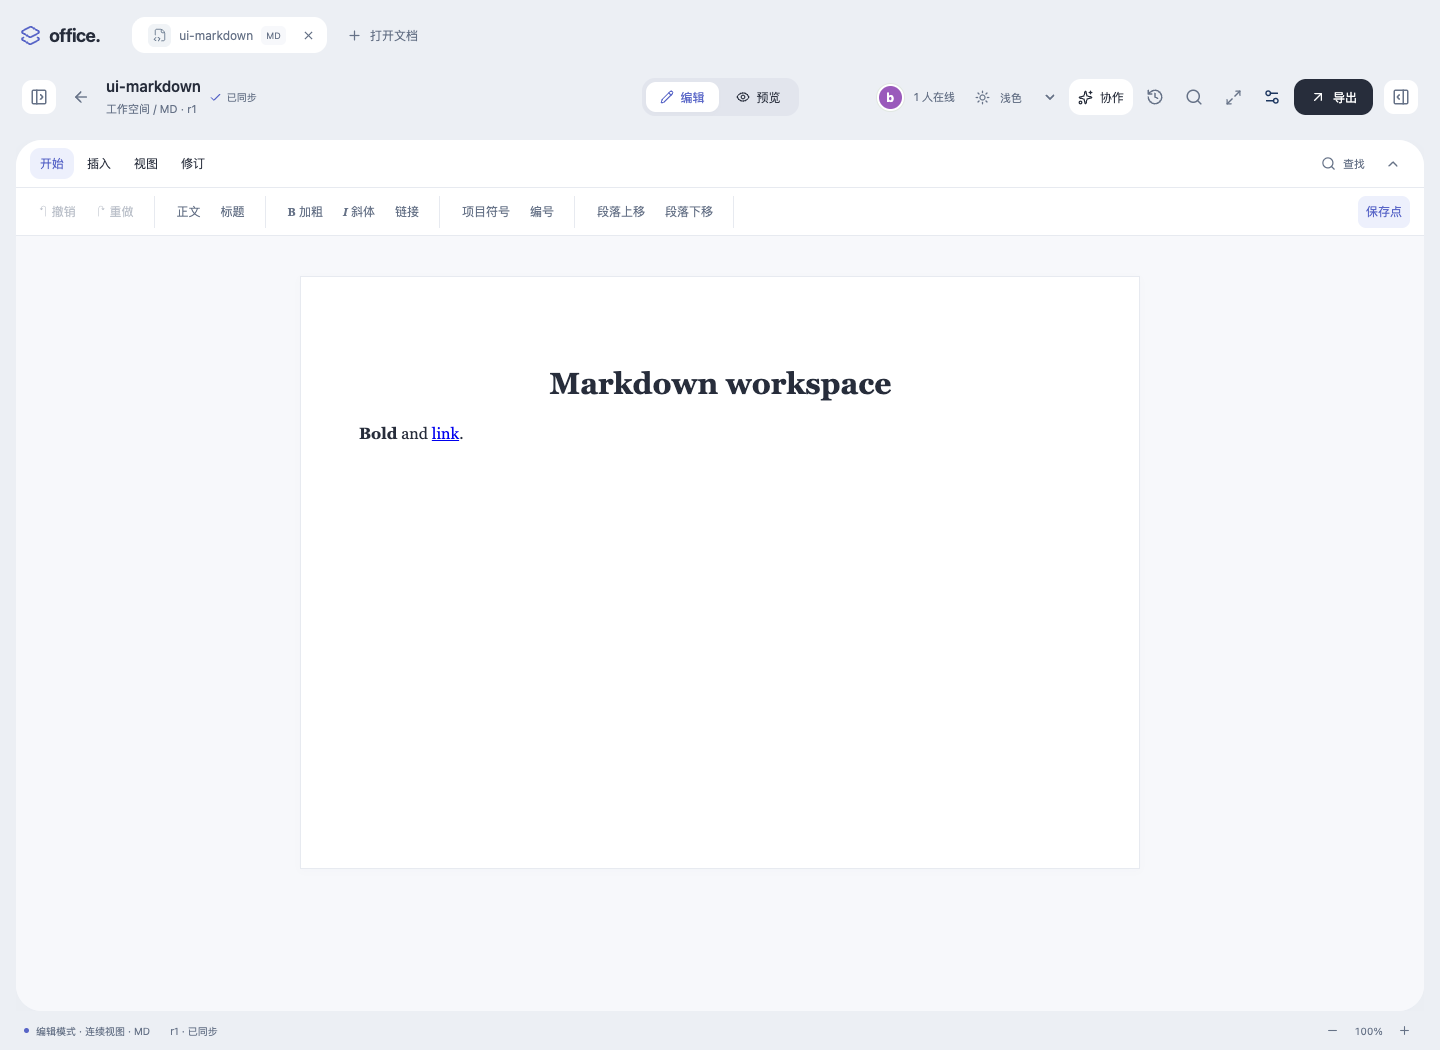 office.
ui-markdown MD
打开文档
ui-markdown
已同步
工作空间 / MD · r1
编辑
预览
b
1 人在线
浅色
协作
导出
开始 插入 视图 修订
查找
撤销 重做 正文 标题 B 加粗 I 斜体 链接 项目符号 编号 段落上移 段落下移
保存点
Markdown workspace
Bold and link.
编辑模式 · 连续视图 · MD r1 · 已同步
100%